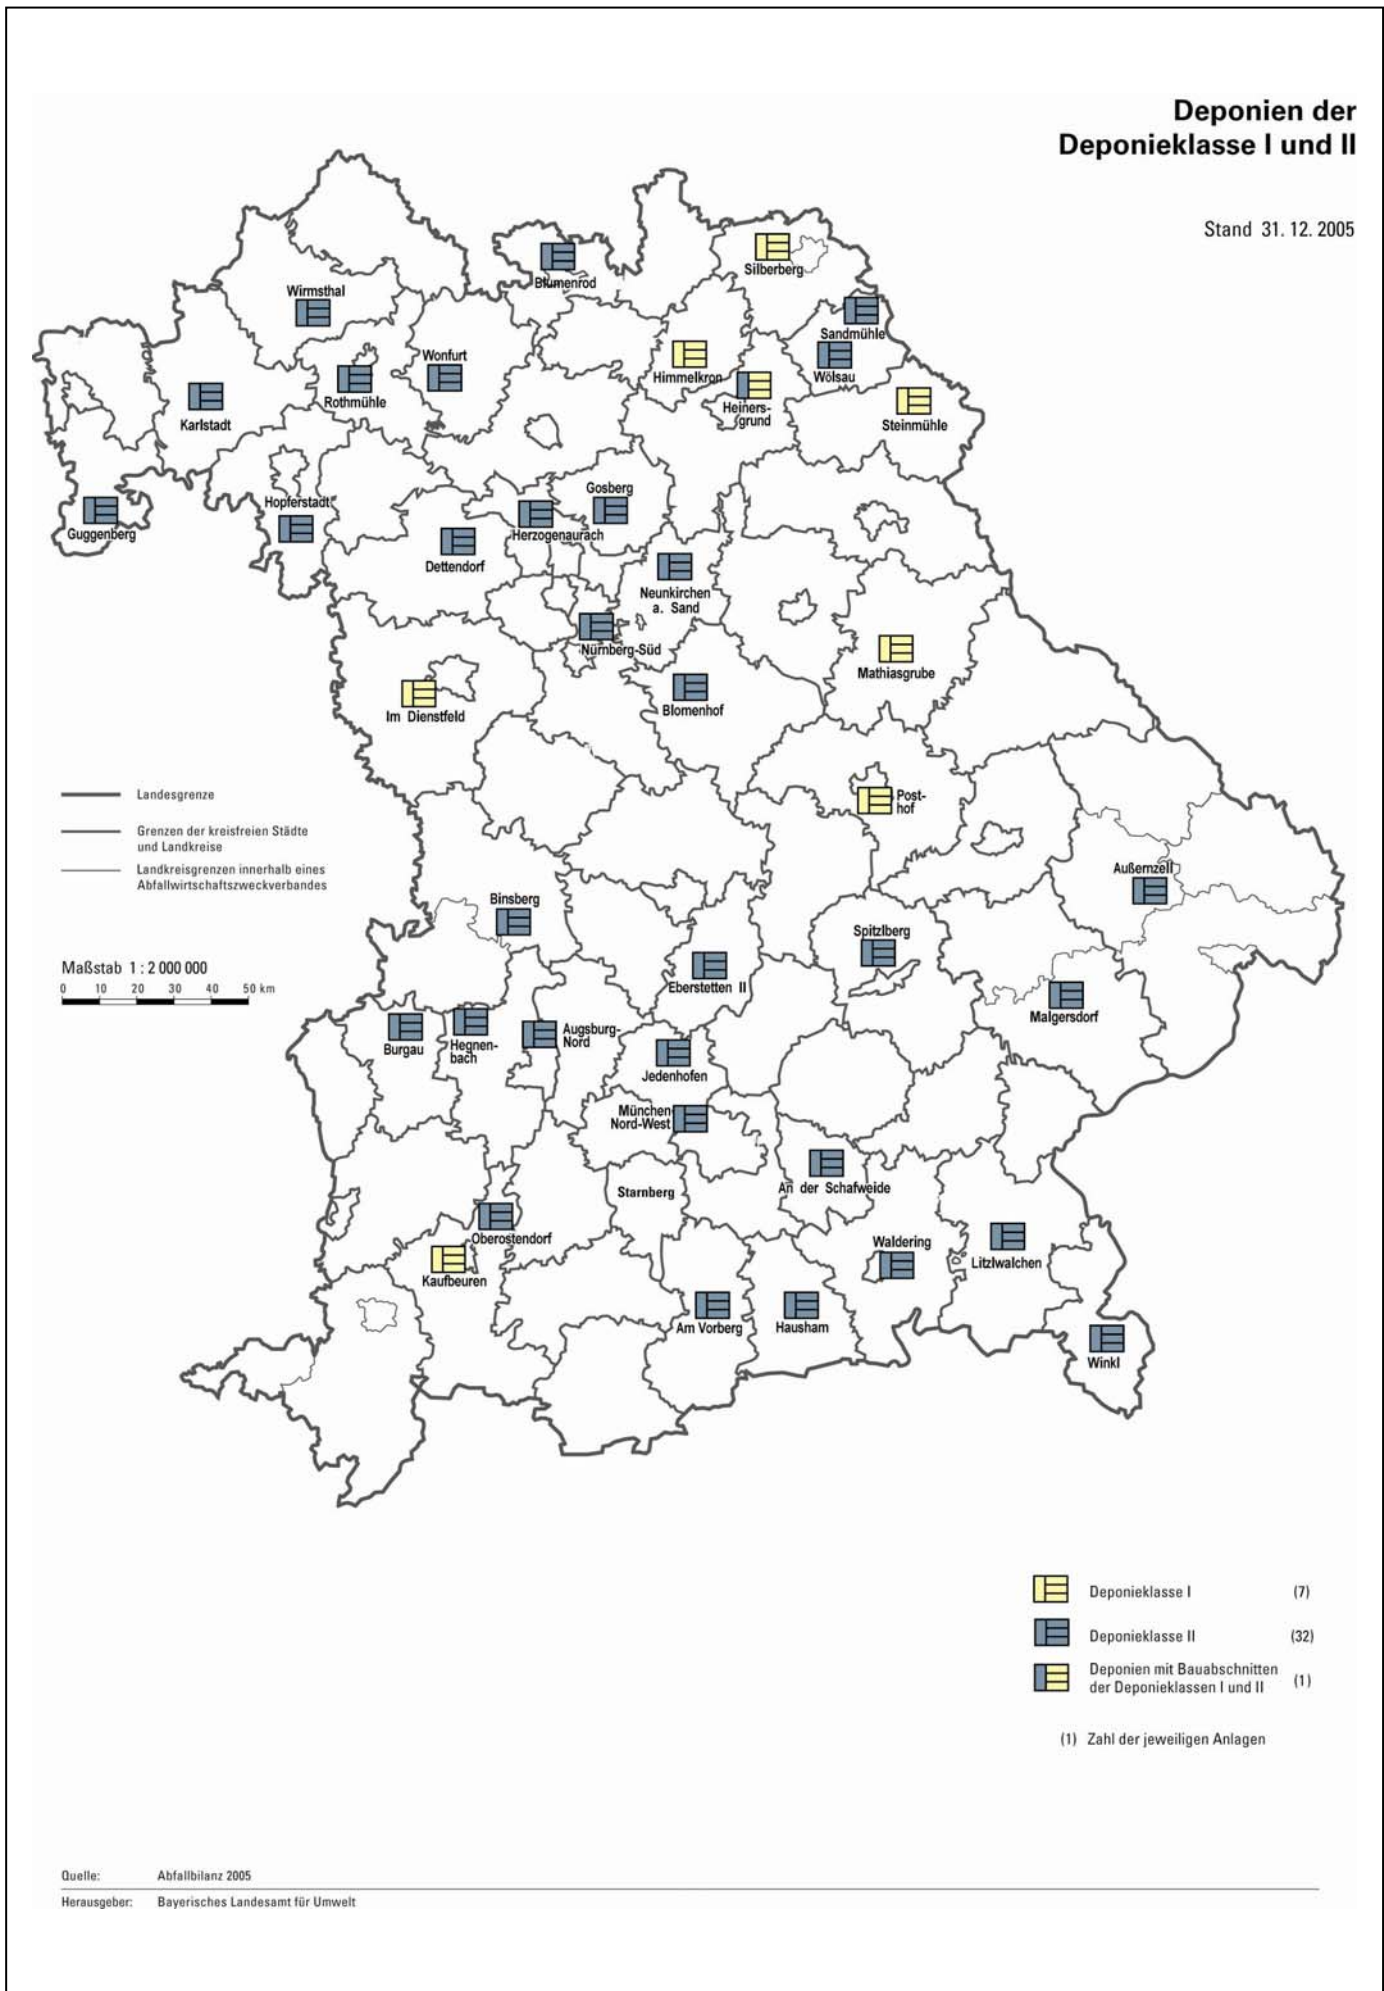 Deponien der
Deponieklasse I und II
Stand 31. 12. 2005
Silberberg
Blumenrod
Wirmsthal
Sandmühle
Wonfurt
Himmelkron
Wölsau
Rothmühle
Heiners-
grund
Karlstadt
Steinmühle
Gosberg
Hopferstadt
Guggenberg
Herzogenaurach
Dettendorf
Neunkirchen
a. Sand
Nürnberg-Süd
Mathiasgrube
Im Dienstfeld
Blomenhof
Landesgrenze
Post-
hof
Grenzen der kreisfreien Städte
und Landkreise
Landkreisgrenzen innerhalb eines
Abfallwirtschaftszweckverbandes
Außernzell
Binsberg
Spitzlberg
Maßstab 1 : 2 000 000
0 10 20 30 40 50 km
Eberstetten II
Malgersdorf
Burgau
Hegnen-
bach
Augsburg-
Nord
Jedenhofen
München
Nord-West
An der Schafweide
Starnberg
Oberostendorf
Waldering
Litzlwalchen
Kaufbeuren
Am Vorberg
Hausham
Winkl
Deponieklasse I (7)
Deponieklasse II (32)
Deponien mit Bauabschnitten
der Deponieklassen I und II (1)
(1) Zahl der jeweiligen Anlagen
Quelle: Abfallbilanz 2005
Herausgeber: Bayerisches Landesamt für Umwelt